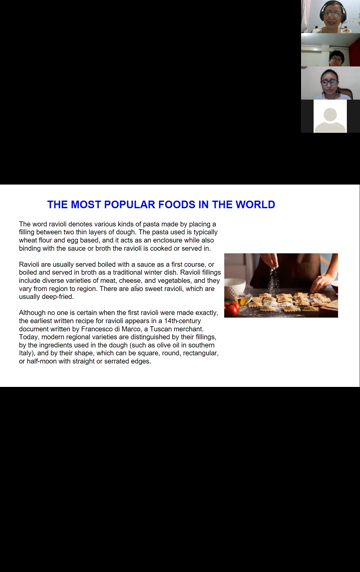 THE MOST POPULAR FOODS IN THE WORLD
The word ravioli denotes various kinds of pasta made by placing a
filling between two thin layers of dough. The pasta used is typically
wheat flour and egg based, and it acts as an enclosure while also
binding with the sauce or broth the ravioli is cooked or served in.
Ravioli are usually served boiled with a sauce as a first course, or
boiled and served in broth as a traditional winter dish. Ravioli fillings
include diverse varieties of meat, cheese, and vegetables, and they
vary from region to region. There are also sweet ravioli, which are
usually deep-fried.
Although no one is certain when the first ravioli were made exactly,
the earliest written recipe for ravioli appears in a 14th-century
document written by Francesco di Marco, a Tuscan merchant.
Today, modern regional varieties are distinguished by their fillings,
by the ingredients used in the dough (such as olive oil in southern
Italy), and by their shape, which can be square, round, rectangular,
or half-moon with straight or serrated edges.